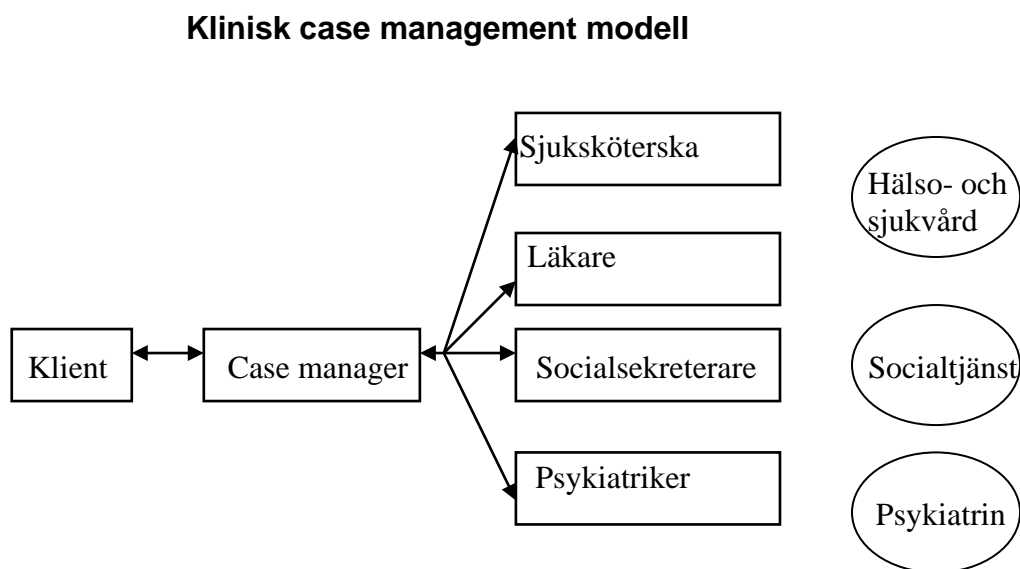 Klinisk case management modell
Sjuksköterska
Hälso- och
sjukvård
Läkare
Klient
Case manager
Socialsekreterare
Socialtjänst
Psykiatriker
Psykiatrin